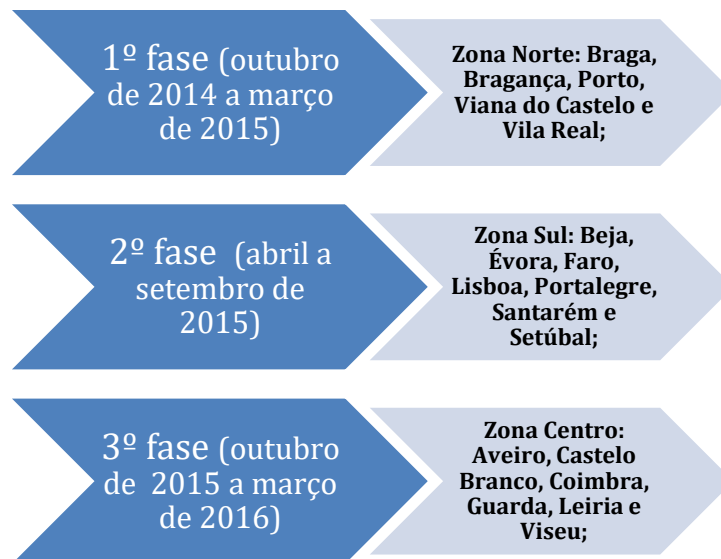 1º fase (outubro
de 2014 a março
de 2015)
Zona Norte: Braga,
Bragança, Porto,
Viana do Castelo e
Vila Real;
2º fase (abril a
setembro de
2015)
Zona Sul: Beja,
Évora, Faro,
Lisboa, Portalegre,
Santarém e
Setúbal;
3º fase (outubro
de 2015 a março
de 2016)
Zona Centro:
Aveiro, Castelo
Branco, Coimbra,
Guarda, Leiria e
Viseu;